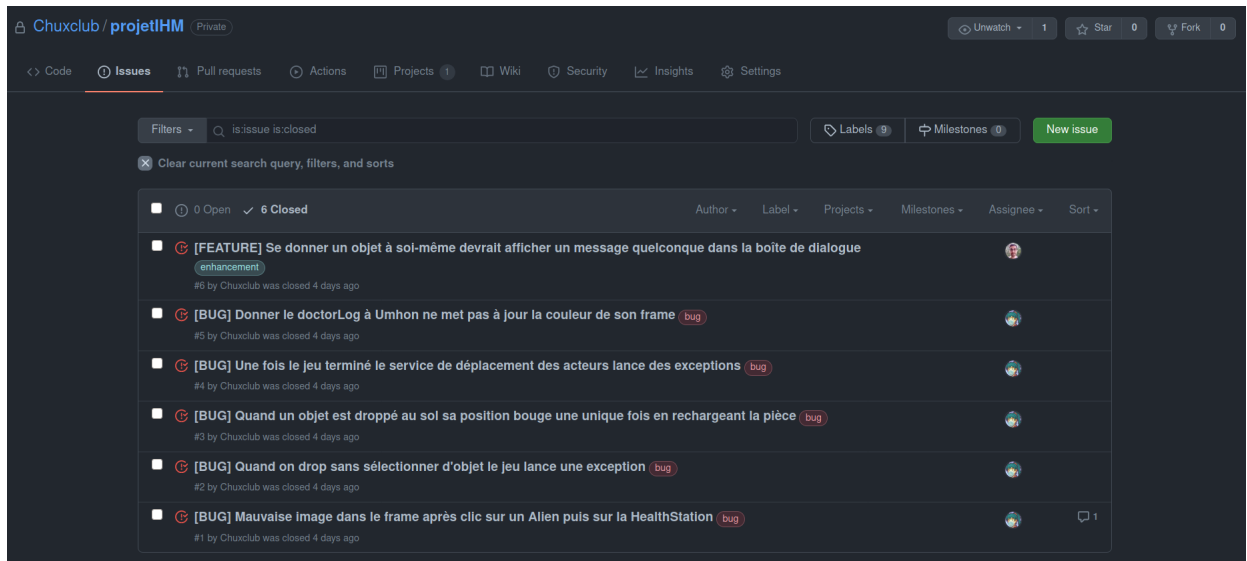 Chuxclub / projetIHM Private Unwatch 1 Star 0 Fork 0
Code Issues Pull requests Actions Projects 1 Wiki Security Insights Settings
Filters is:issue is:closed Labels 9 Milestones 0 New issue
Clear current search query, filters, and sorts
0 Open 6 Closed Author Label Projects Milestones Assignee Sort
[FEATURE] Se donner un objet à soi-même devrait afficher un message quelconque dans la boîte de dialogue
enhancement
#6 by Chuxclub was closed 4 days ago
[BUG] Donner le doctorLog à Umhon ne met pas à jour la couleur de son frame bug
#5 by Chuxclub was closed 4 days ago
[BUG] Une fois le jeu terminé le service de déplacement des acteurs lance des exceptions bug
#4 by Chuxclub was closed 4 days ago
[BUG] Quand un objet est droppé au sol sa position bouge une unique fois en rechargeant la pièce bug
#3 by Chuxclub was closed 4 days ago
[BUG] Quand on drop sans sélectionner d'objet le jeu lance une exception bug
#2 by Chuxclub was closed 4 days ago
[BUG] Mauvaise image dans le frame après clic sur un Alien puis sur la HealthStation bug 1
#1 by Chuxclub was closed 4 days ago